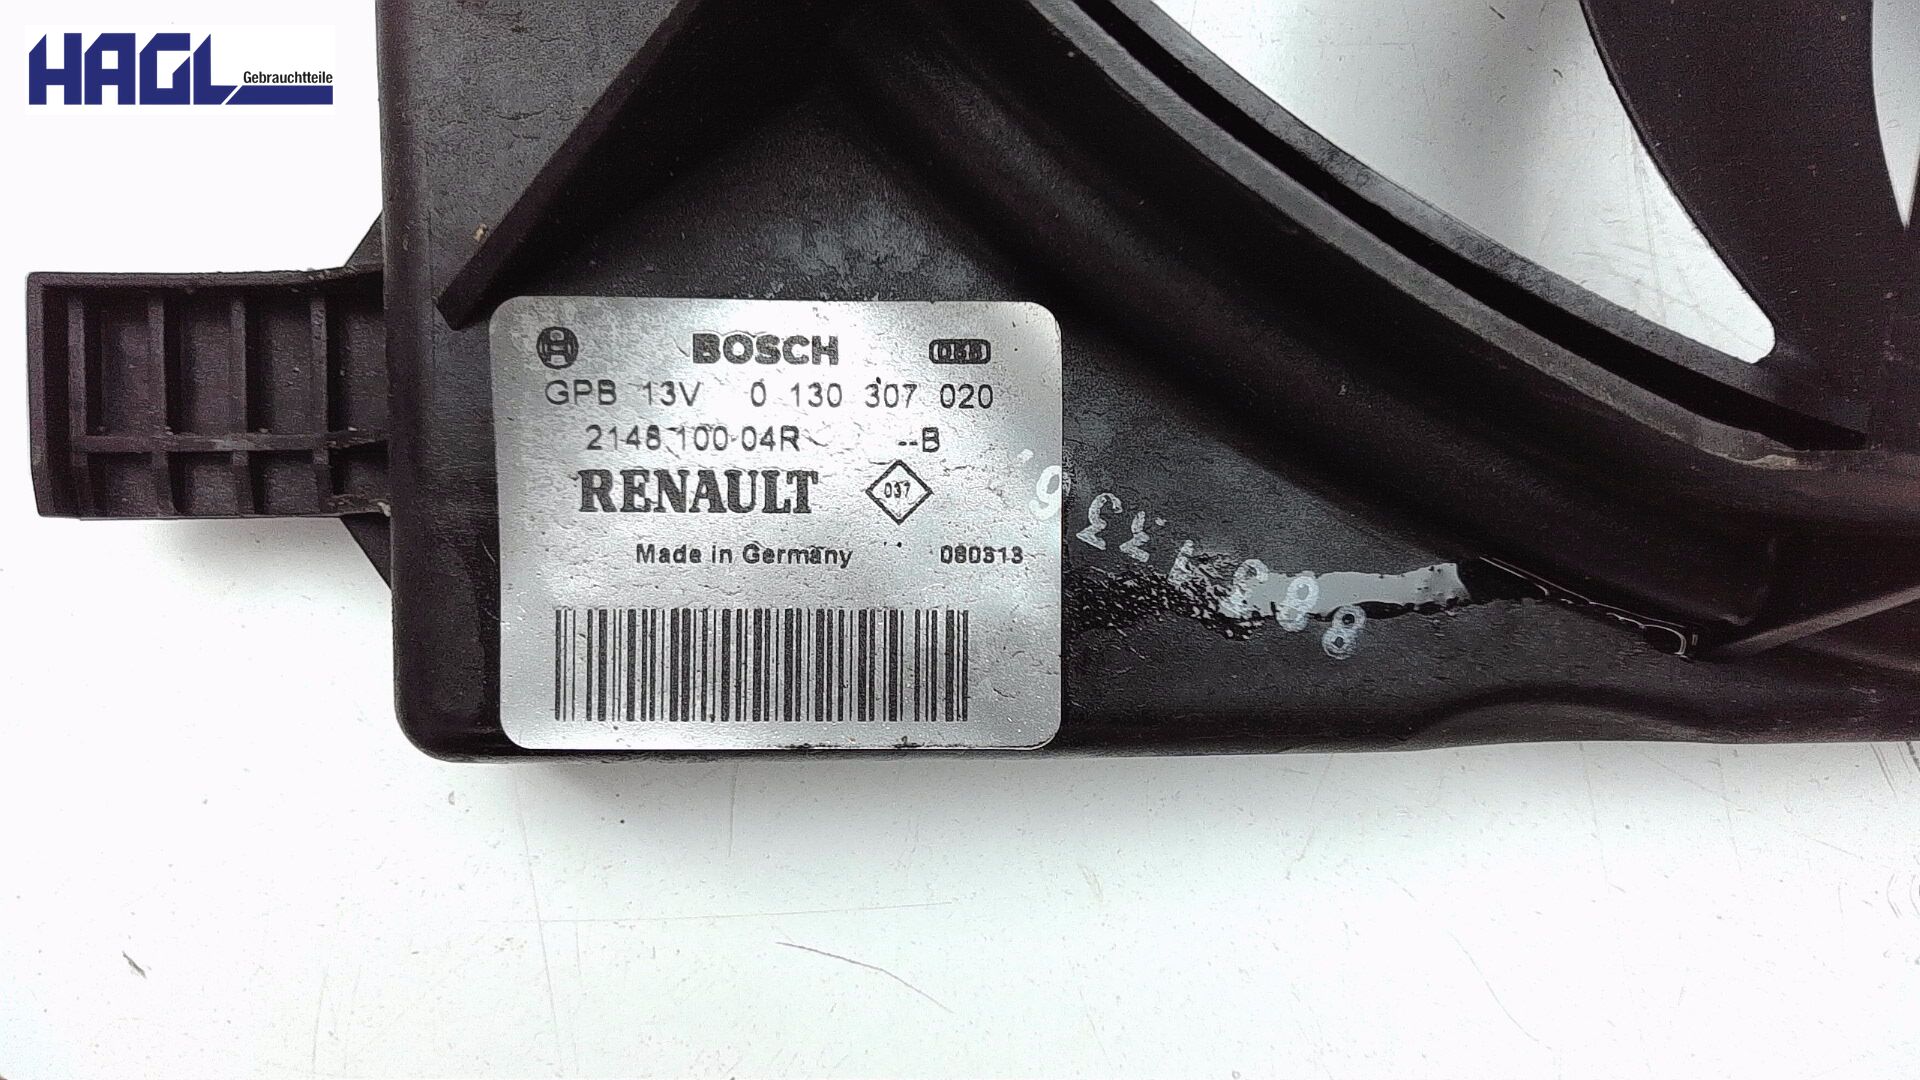 HAGL Gebrauchtteile
BOSCH
GPB 13V 0 130 307 020
2148 100 04R --B
RENAULT 037
Made in Germany 080313